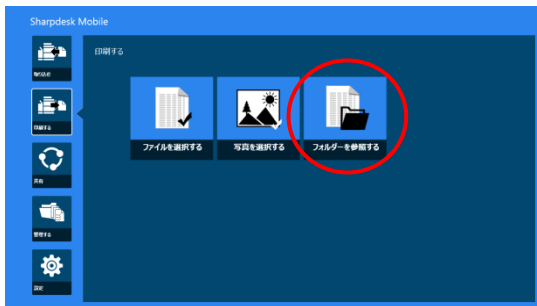 Sharpdesk Mobile
印刷する
取り込む
印刷する
共有
管理する
設定
ファイルを選択する
写真を選択する
フォルダーを参照する